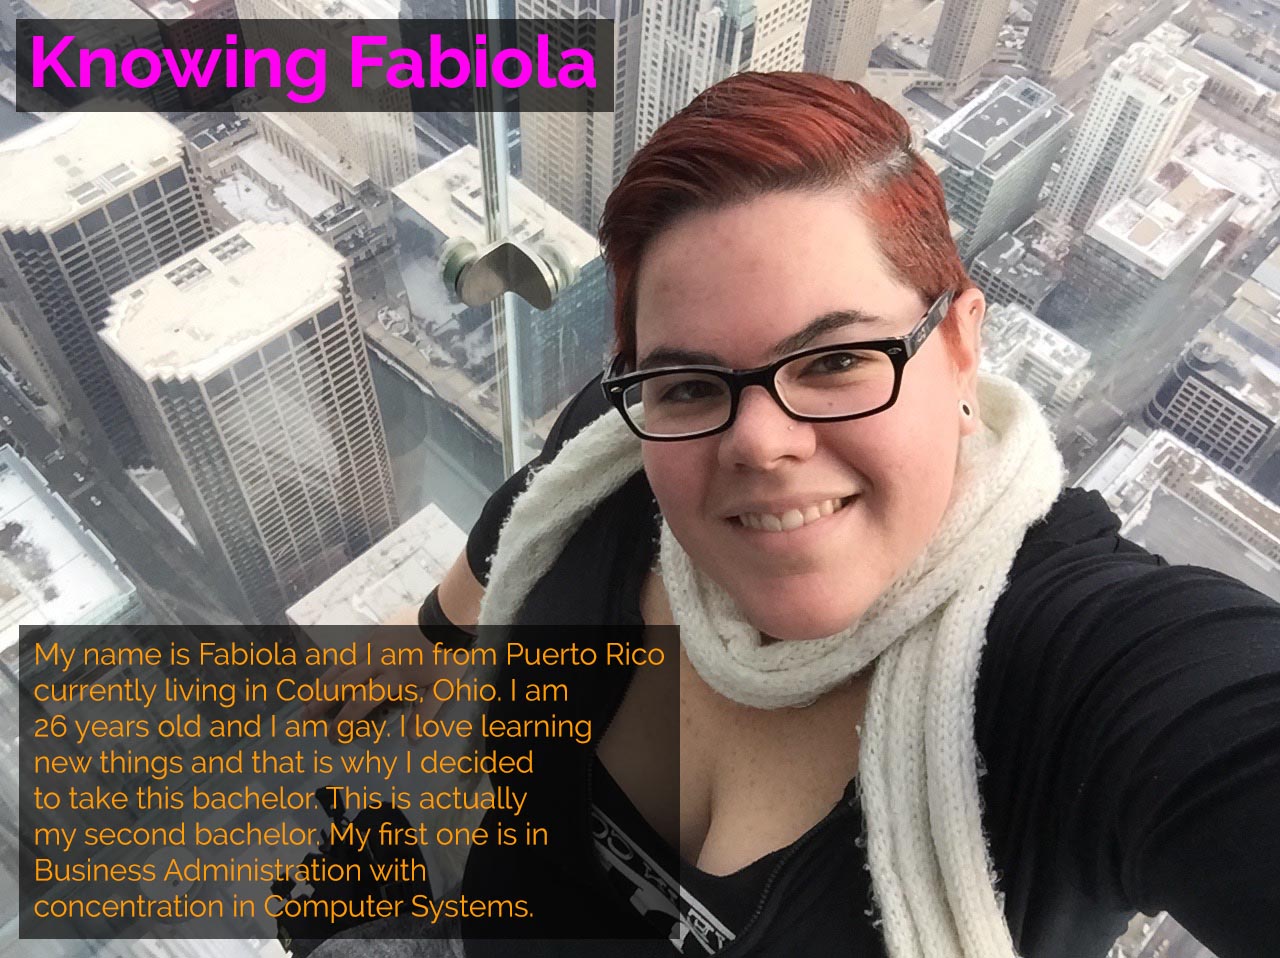 Knowing Fabiola
My name is Fabiola and I am from Puerto Rico
currently living in Columbus, Ohio. I am
26 years old and I am gay. I love learning
new things and that is why I decided
to take this bachelor. This is actually
my second bachelor. My first one is in
Business Administration with
concentration in Computer Systems.